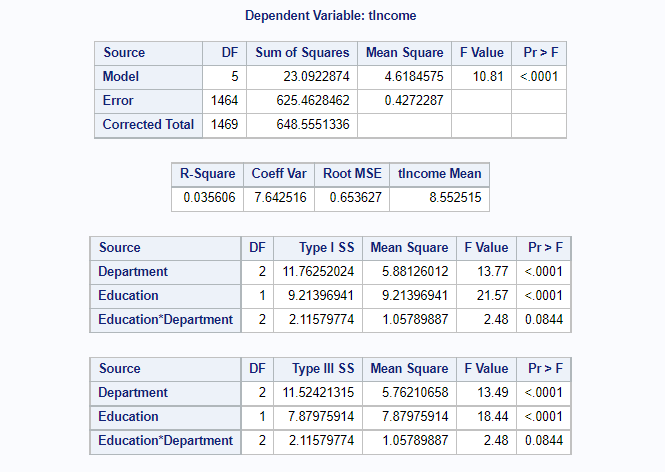 Dependent Variable: tIncome
Source DF Sum of Squares Mean Square F Value Pr > F
Model 5 23.0922874 4.6184575 10.81 <.0001
Error 1464 625.4628462 0.4272287
Corrected Total 1469 648.5551336
R-Square Coeff Var Root MSE tIncome Mean
0.035606 7.642516 0.653627 8.552515
Source DF Type I SS Mean Square F Value Pr > F
Department 2 11.76252024 5.88126012 13.77 <.0001
Education 1 9.21396941 9.21396941 21.57 <.0001
Education*Department 2 2.11579774 1.05789887 2.48 0.0844
Source DF Type III SS Mean Square F Value Pr > F
Department 2 11.52421315 5.76210658 13.49 <.0001
Education 1 7.87975914 7.87975914 18.44 <.0001
Education*Department 2 2.11579774 1.05789887 2.48 0.0844